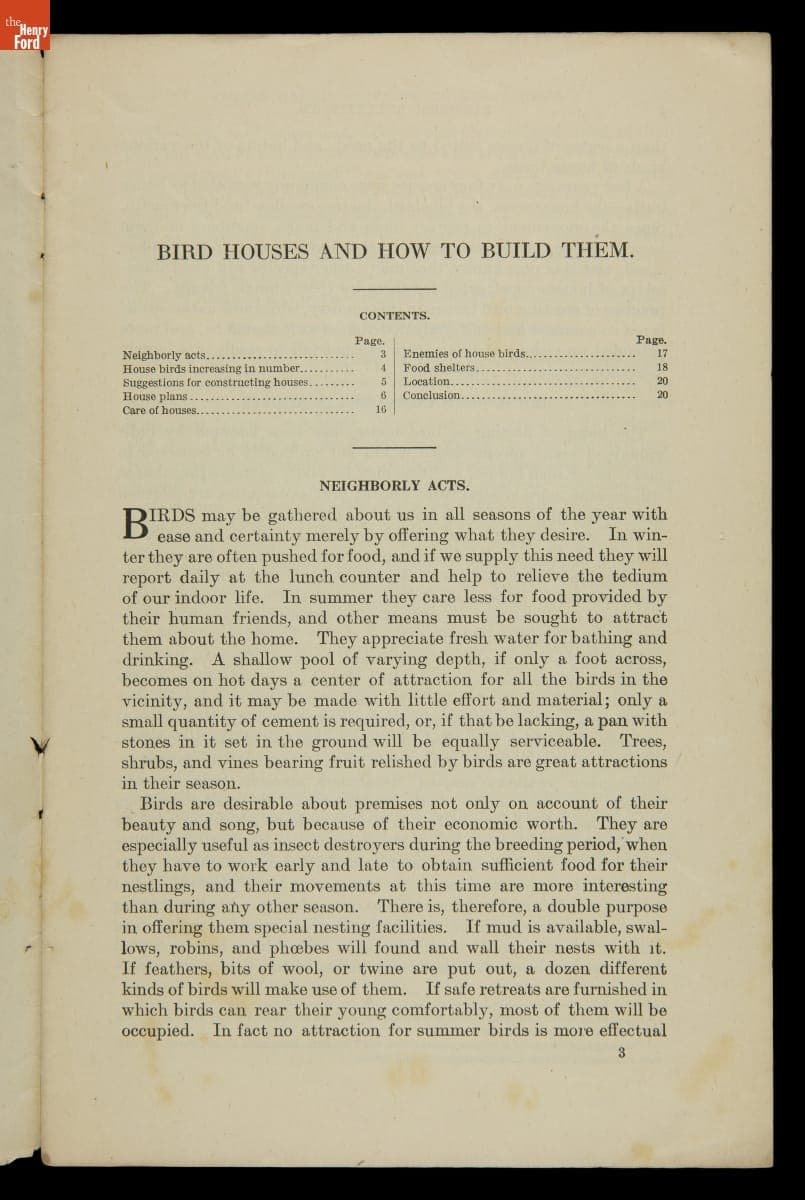 the
Henry
Ford
BIRD HOUSES AND HOW TO BUILD THEM.
CONTENTS.
Page.
Neighborly acts........................... 3
House birds increasing in number........... 4
Suggestions for constructing houses......... 5
House plans................................ 6
Care of houses.............................. 16
Page.
Enemies of house birds..................... 17
Food shelters............................. 18
Location................................... 20
Conclusion................................. 20
NEIGHBORLY ACTS.
BIRDS may be gathered about us in all seasons of the year with
ease and certainty merely by offering what they desire. In win-
ter they are often pushed for food, and if we supply this need they will
report daily at the lunch counter and help to relieve the tedium
of our indoor life. In summer they care less for food provided by
their human friends, and other means must be sought to attract
them about the home. They appreciate fresh water for bathing and
drinking. A shallow pool of varying depth, if only a foot across,
becomes on hot days a center of attraction for all the birds in the
vicinity, and it may be made with little effort and material; only a
small quantity of cement is required, or, if that be lacking, a pan with
stones in it set in the ground will be equally serviceable. Trees,
shrubs, and vines bearing fruit relished by birds are great attractions
in their season.
Birds are desirable about premises not only on account of their
beauty and song, but because of their economic worth. They are
especially useful as insect destroyers during the breeding period, when
they have to work early and late to obtain sufficient food for their
nestlings, and their movements at this time are more interesting
than during any other season. There is, therefore, a double purpose
in offering them special nesting facilities. If mud is available, swal-
lows, robins, and phœbes will found and wall their nests with it.
If feathers, bits of wool, or twine are put out, a dozen different
kinds of birds will make use of them. If safe retreats are furnished in
which birds can rear their young comfortably, most of them will be
occupied. In fact no attraction for summer birds is more effectual
3